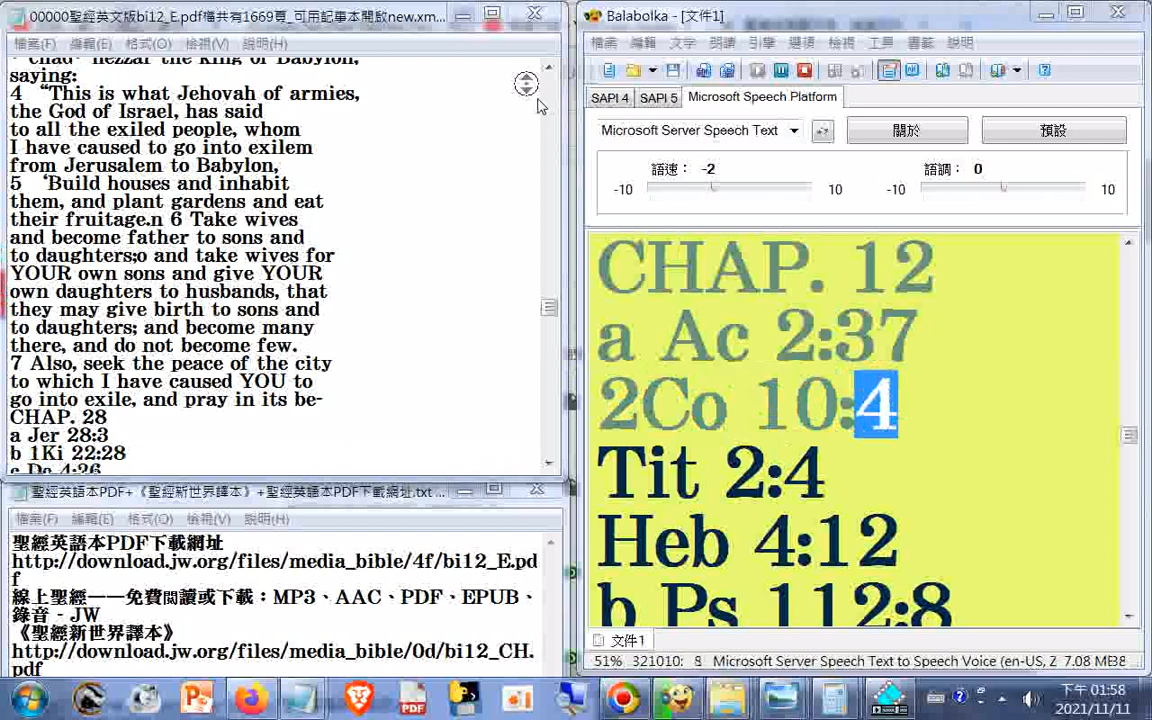 00000聖經英文版bi12_E.pdf檔共有1669頁_可用記事本開啟new.xm...
檔案(F) 編輯(E) 格式(O) 檢視(V) 說明(H)
chad· nezzar the king of Babylon,
saying:
4 “This is what Jehovah of armies,
the God of Israel, has said
to all the exiled people, whom
I have caused to go into exilem
from Jerusalem to Babylon,
5 ‘Build houses and inhabit
them, and plant gardens and eat
their fruitage.n 6 Take wives
and become father to sons and
to daughters;o and take wives for
YOUR own sons and give YOUR
own daughters to husbands, that
they may give birth to sons and
to daughters; and become many
there, and do not become few.
7 Also, seek the peace of the city
to which I have caused YOU to
go into exile, and pray in its be-
CHAP. 28
a Jer 28:3
b 1Ki 22:28
c De 4:26
聖經英語本PDF+《聖經新世界譯本》+聖經英語本PDF下載網址.txt ...
檔案(F) 編輯(E) 格式(O) 檢視(V) 說明(H)
聖經英語本PDF下載網址
http://download.jw.org/files/media_bible/4f/bi12_E.pd
f
線上聖經——免費閱讀或下載：MP3、AAC、PDF、EPUB、
錄音 - JW
《聖經新世界譯本》
http://download.jw.org/files/media_bible/0d/bi12_CH.
pdf
Balabolka - [文件1]
檔案 編輯 文字 朗讀 引擎 選項 檢視 工具 書籤 說明
SAPI 4 SAPI 5 Microsoft Speech Platform
Microsoft Server Speech Text 關於 預設
語速： -2 語調： 0
-10 10 -10 10
CHAP. 12
a Ac 2:37
2Co 10:4
Tit 2:4
Heb 4:12
b Ps 112:8
文件1
51% 321010: 8 Microsoft Server Speech Text to Speech Voice (en-US, Z 7.08 MB
下午 01:58
2021/11/11